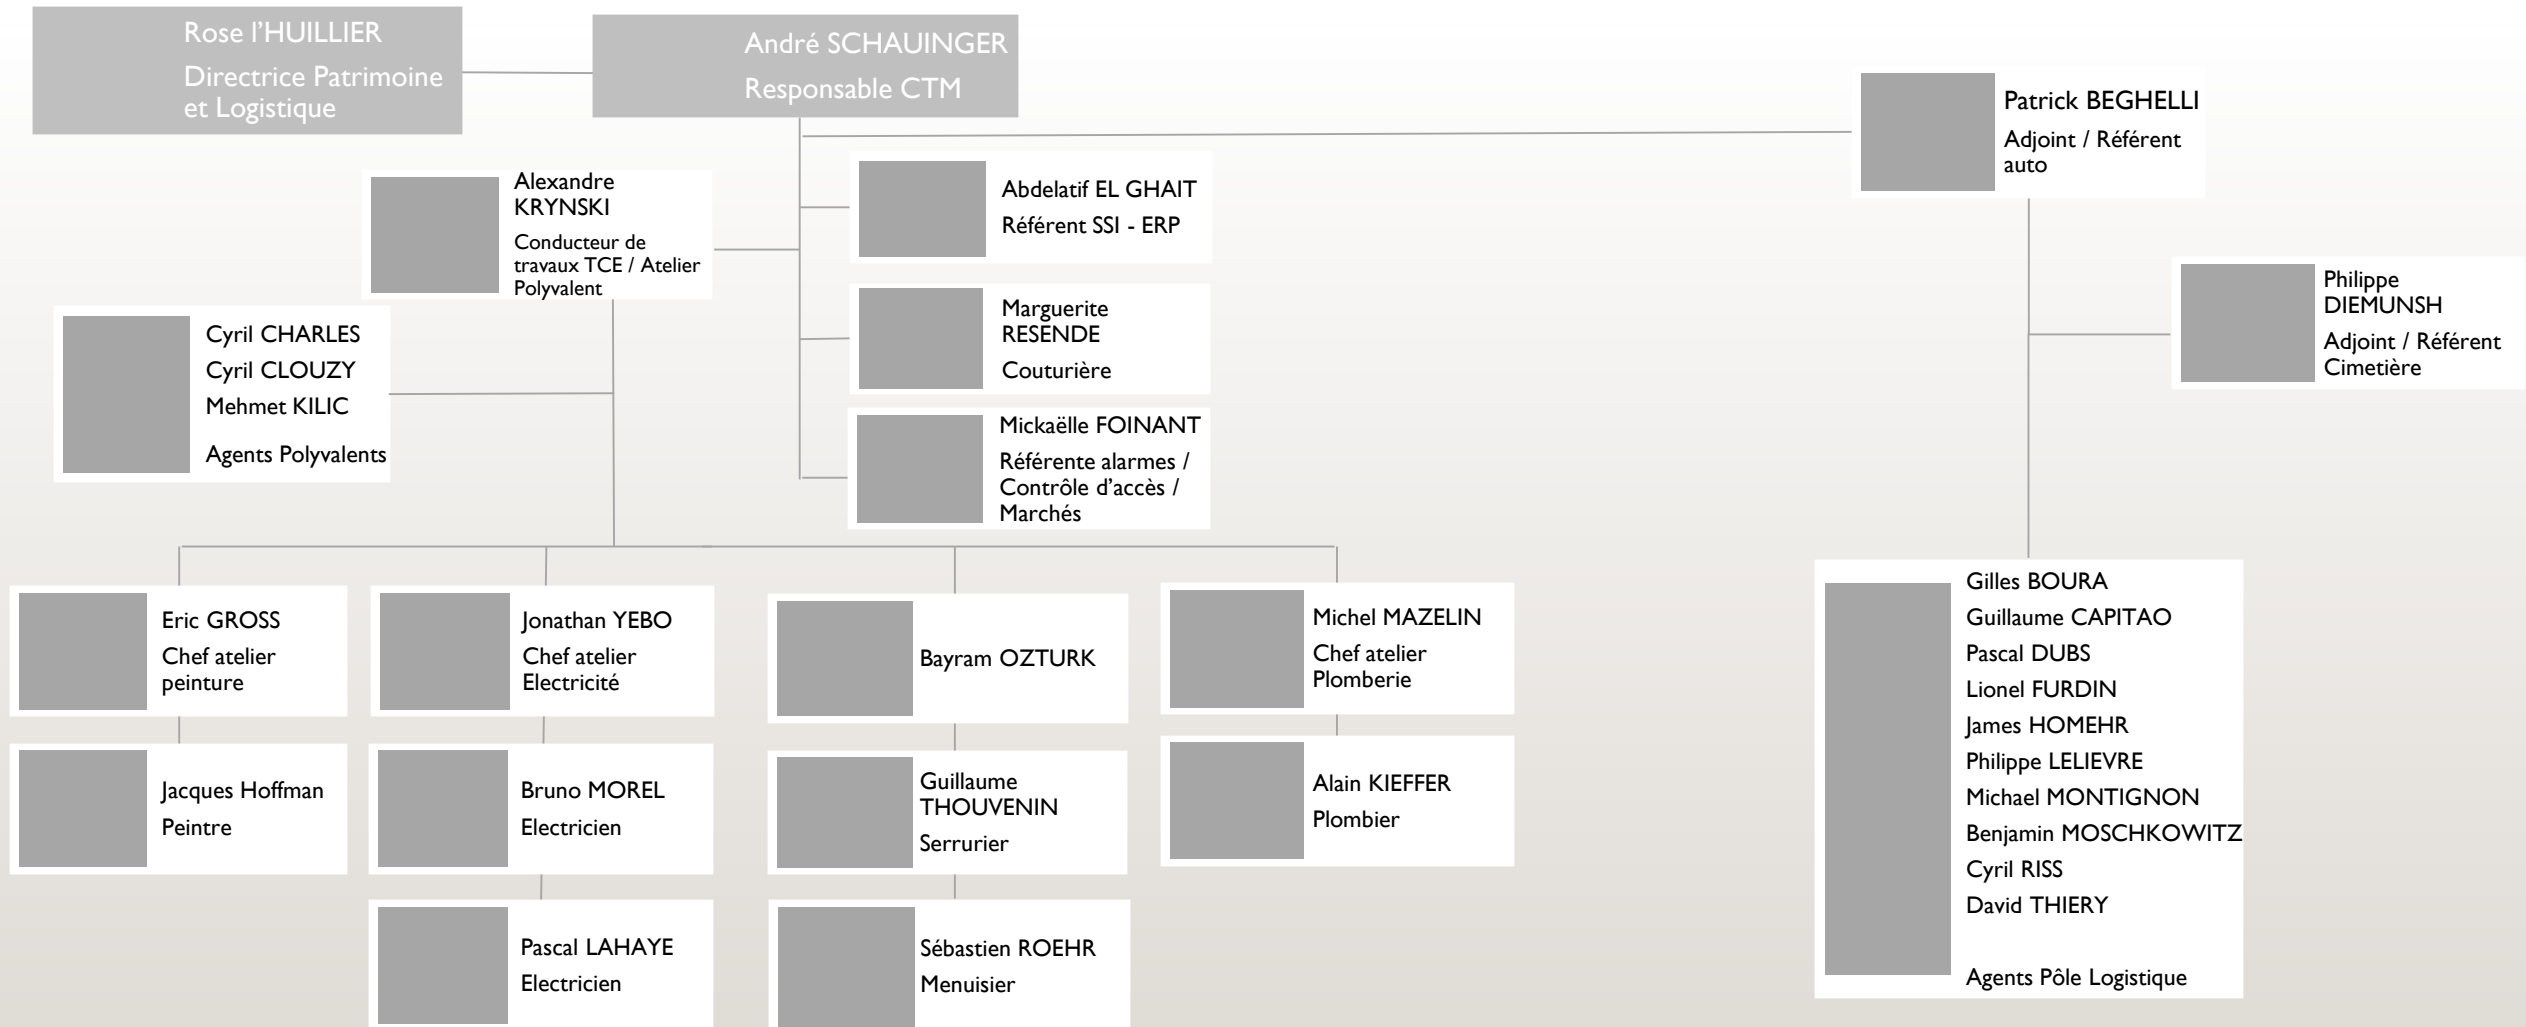 Rose l'HUILLIER
Directrice Patrimoine
et Logistique
André SCHAUINGER
Responsable CTM
Patrick BEGHELLI
Adjoint / Référent
auto
Alexandre
KRYNSKI
Conducteur de
travaux TCE / Atelier
Polyvalent
Abdelatif EL GHAIT
Référent SSI - ERP
Marguerite
RESENDE
Couturière
Mickaëlle FOINANT
Référente alarmes /
Contrôle d'accès /
Marchés
Philippe
DIEMUNSH
Adjoint / Référent
Cimetière
Cyril CHARLES
Cyril CLOUZY
Mehmet KILIC
Agents Polyvalents
Eric GROSS
Chef atelier
peinture
Jonathan YEBO
Chef atelier
Electricité
Bayram OZTURK
Michel MAZELIN
Chef atelier
Plomberie
Jacques Hoffman
Peintre
Bruno MOREL
Electricien
Guillaume
THOUVENIN
Serrurier
Alain KIEFFER
Plombier
Pascal LAHAYE
Electricien
Sébastien ROEHR
Menuisier
Gilles BOURA
Guillaume CAPITAO
Pascal DUBS
Lionel FURDIN
James HOMEHR
Philippe LELIEVRE
Michael MONTIGNON
Benjamin MOSCHKOWITZ
Cyril RISS
David THIERY
Agents Pôle Logistique